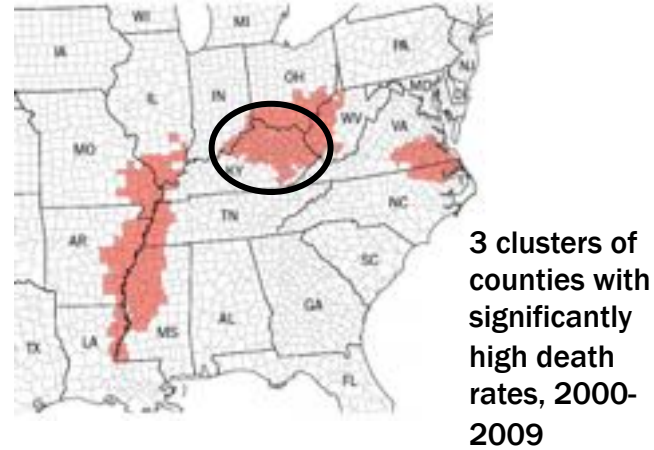 WI
MI
IA
PA
NJ
OH
IL
IN
MD
WV
VA
MO
KY
NC
TN
AR
SC
MS
AL
GA
LA
TX
FL
3 clusters of
counties with
significantly
high death
rates, 2000-
2009